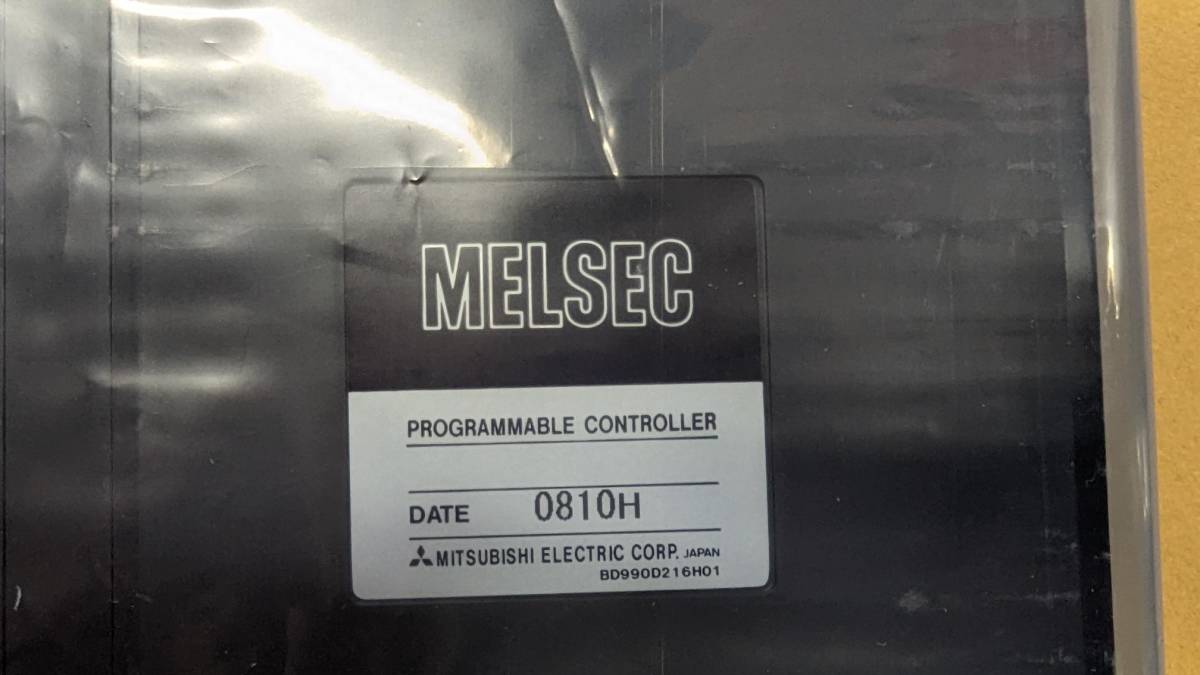 MELSEC
PROGRAMMABLE CONTROLLER
DATE 0810H
MITSUBISHI ELECTRIC CORP. JAPAN
BD990D216H01